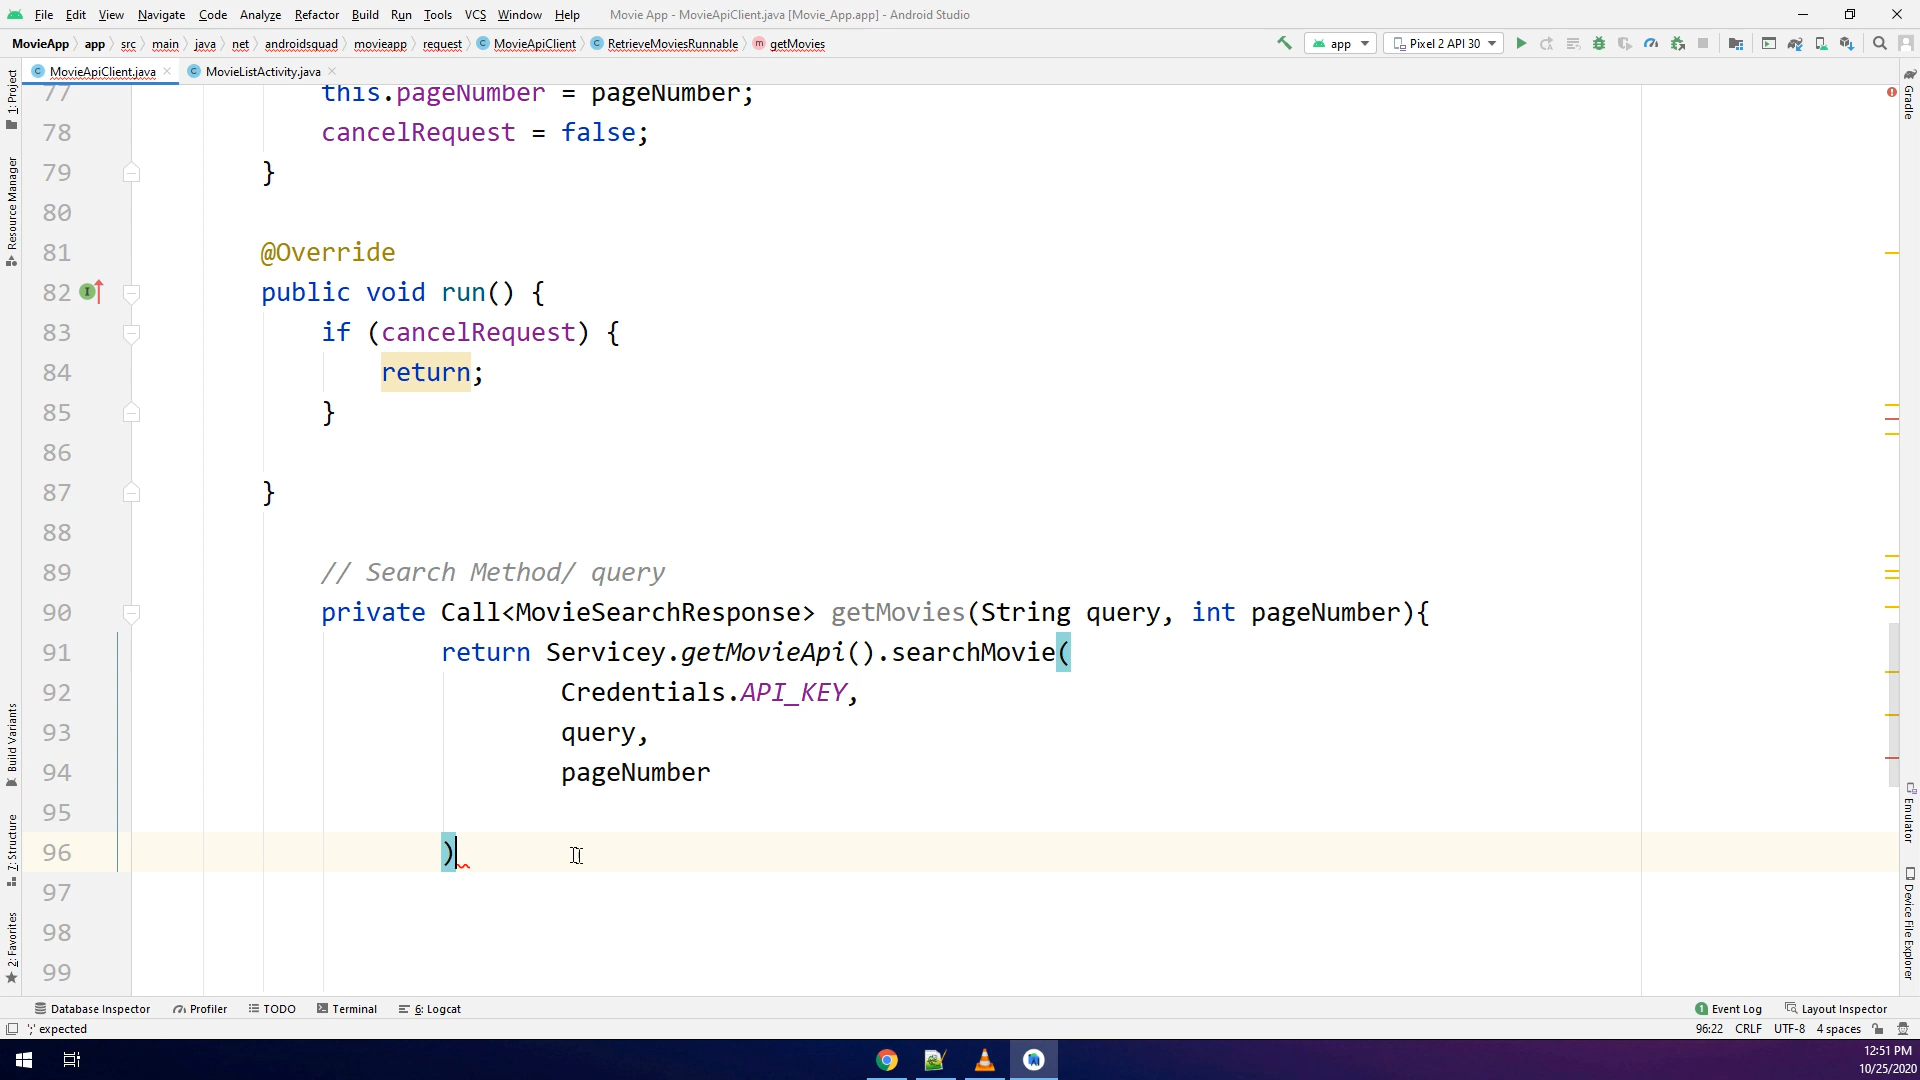 File Edit View Navigate Code Analyze Refactor Build Run Tools VCS Window Help Movie App - MovieApiClient.java [Movie_App.app] - Android Studio
MovieApp app src main java net androidsquad movieapp request MovieApiClient RetrieveMoviesRunnable getMovies app Pixel 2 API 30
MovieApiClient.java MovieListActivity.java
77 this.pageNumber = pageNumber;
78 cancelRequest = false;
79 }
80
81 @Override
82 public void run() {
83 if (cancelRequest) {
84 return;
85 }
86
87 }
88
89 // Search Method/ query
90 private Call<MovieSearchResponse> getMovies(String query, int pageNumber){
91 return Servicey.getMovieApi().searchMovie(
92 Credentials.API_KEY,
93 query,
94 pageNumber
95
96 )
97
98
99
1: Project
Resource Manager
Build Variants
Z: Structure
2: Favorites
Gradle
Emulator
Device File Explorer
Database Inspector Profiler TODO Terminal 6: Logcat 1 Event Log Layout Inspector
';' expected 96:22 CRLF UTF-8 4 spaces
12:51 PM
10/25/2020